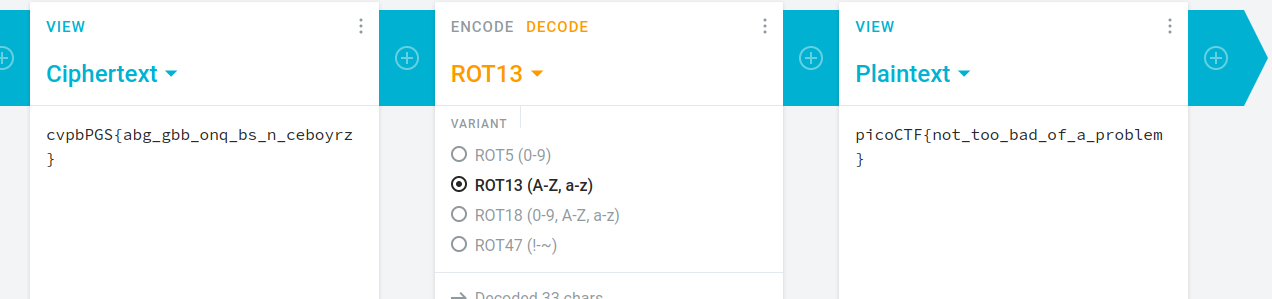 VIEW
Ciphertext
cvpbPGS{abg_gbb_onq_bs_n_ceboyrz
}
ENCODE DECODE
ROT13
VARIANT
ROT5 (0-9)
ROT13 (A-Z, a-z)
ROT18 (0-9, A-Z, a-z)
ROT47 (!-~)
Decoded 33 chars
VIEW
Plaintext
picoCTF{not_too_bad_of_a_problem
}